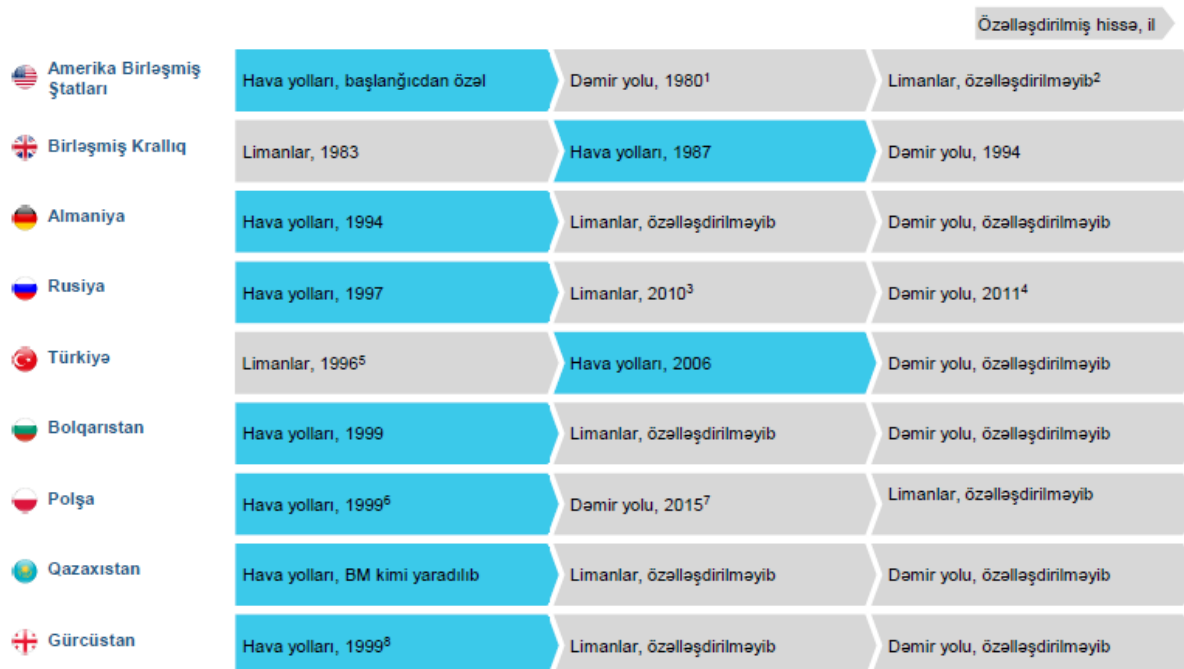 Özəlləşdirilmiş hissə, il
Amerika Birləşmiş
Ştatları
Hava yolları, başlanğıcdan özəl
Dəmir yolu, 1980¹
Limanlar, özəlləşdirilməyib²
Birləşmiş Krallıq
Limanlar, 1983
Hava yolları, 1987
Dəmir yolu, 1994
Almaniya
Hava yolları, 1994
Limanlar, özəlləşdirilməyib
Dəmir yolu, özəlləşdirilməyib
Rusiya
Hava yolları, 1997
Limanlar, 2010³
Dəmir yolu, 2011⁴
Türkiyə
Limanlar, 1996⁵
Hava yolları, 2006
Dəmir yolu, özəlləşdirilməyib
Bolqarıstan
Hava yolları, 1999
Limanlar, özəlləşdirilməyib
Dəmir yolu, özəlləşdirilməyib
Polşa
Hava yolları, 1999⁶
Dəmir yolu, 2015⁷
Limanlar, özəlləşdirilməyib
Qazaxıstan
Hava yolları, BM kimi yaradılıb
Limanlar, özəlləşdirilməyib
Dəmir yolu, özəlləşdirilməyib
Gürcüstan
Hava yolları, 1999⁸
Limanlar, özəlləşdirilməyib
Dəmir yolu, özəlləşdirilməyib